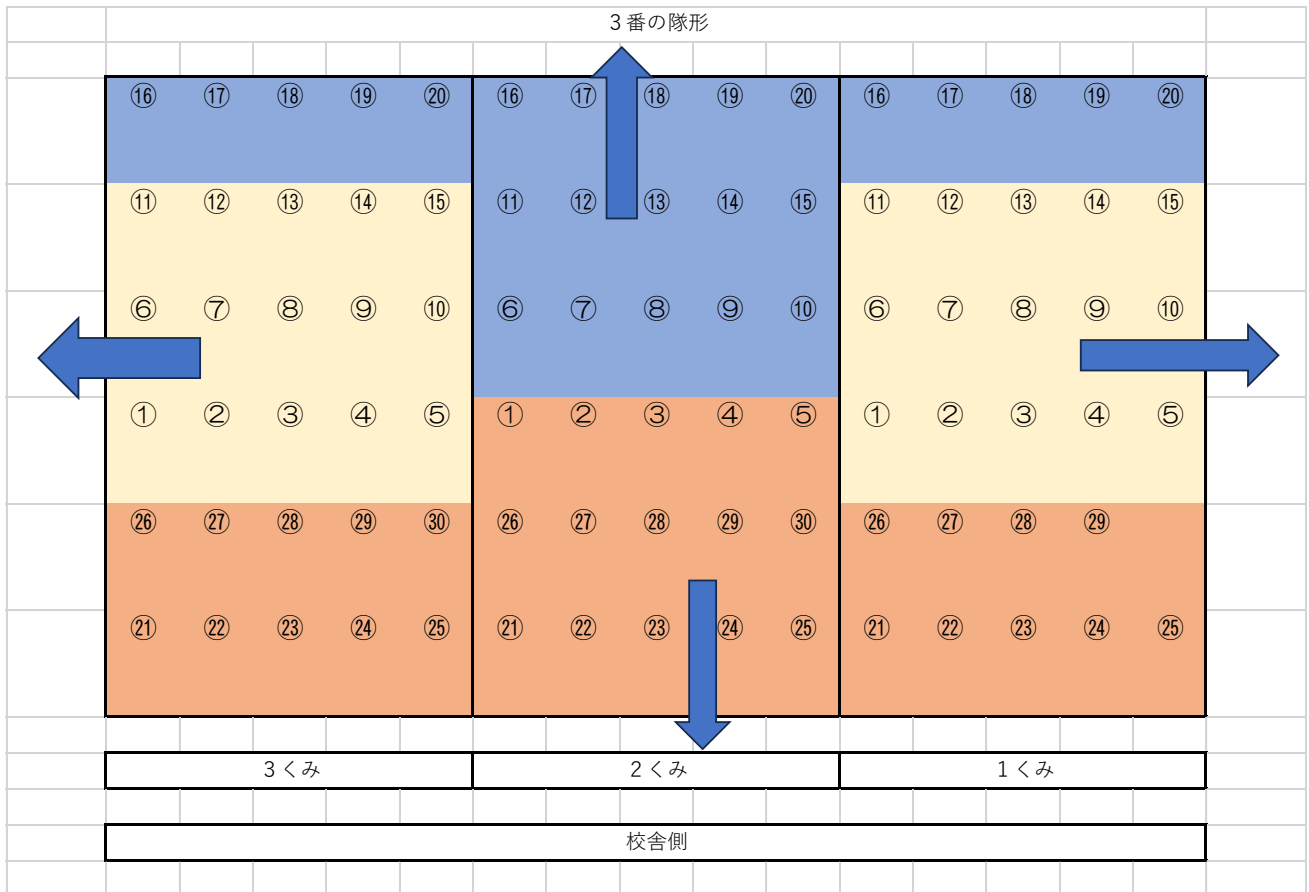 3番の隊形
⑯ ⑰ ⑱ ⑲ ⑳ ⑯ ⑰ ⑱ ⑲ ⑳ ⑯ ⑰ ⑱ ⑲ ⑳
⑪ ⑫ ⑬ ⑭ ⑮ ⑪ ⑫ ⑬ ⑭ ⑮ ⑪ ⑫ ⑬ ⑭ ⑮
⑥ ⑦ ⑧ ⑨ ⑩ ⑥ ⑦ ⑧ ⑨ ⑩ ⑥ ⑦ ⑧ ⑨ ⑩
① ② ③ ④ ⑤ ① ② ③ ④ ⑤ ① ② ③ ④ ⑤
㉖ ㉗ ㉘ ㉙ ㉚ ㉖ ㉗ ㉘ ㉙ ㉚ ㉖ ㉗ ㉘ ㉙
㉑ ㉒ ㉓ ㉔ ㉕ ㉑ ㉒ ㉓ ㉔ ㉕ ㉑ ㉒ ㉓ ㉔ ㉕
3くみ 2くみ 1くみ
校舎側